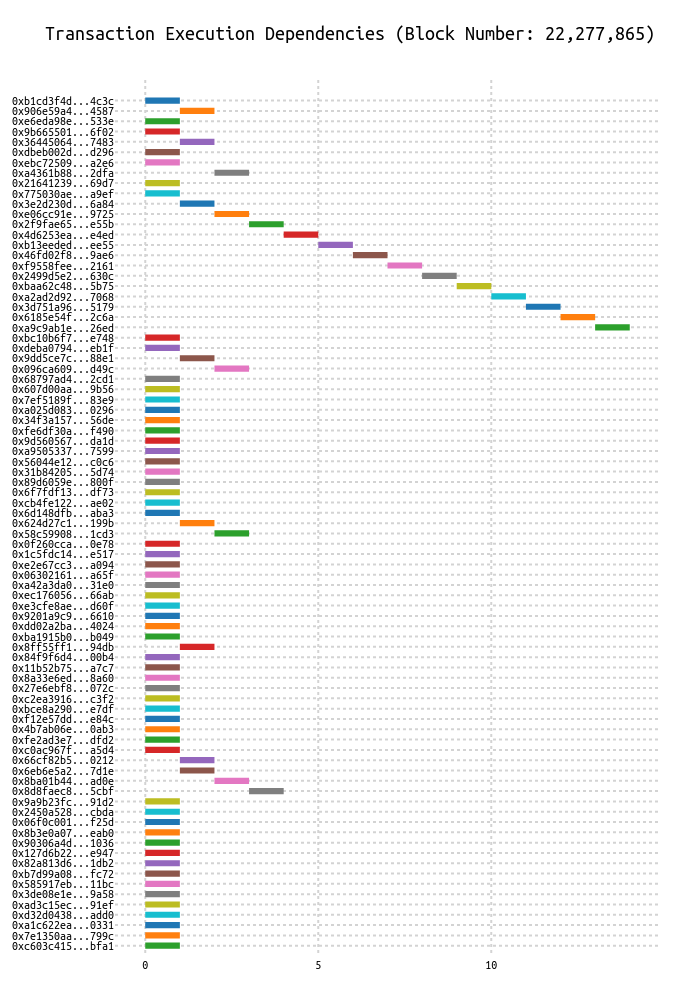 Transaction Execution Dependencies (Block Number: 22,277,865)
0xb1cd3f4d...4c3c
0x906e59a4...4587
0xe6eda98e...533e
0x9b665501...6f02
0x36445064...7483
0xdbeb002d...d296
0xebc72509...a2e6
0xa4361b88...2dfa
0x21641239...69d7
0x775030ae...a9ef
0x3e2d230d...6a84
0xe06cc91e...9725
0x2f9fae65...e55b
0x4d6253ea...e4ed
0xb13eeded...ee55
0x46fd02f8...9ae6
0xf9558fee...2161
0x2499d5e2...630c
0xbaa62c48...5b75
0xa2ad2d92...7068
0x3d751a96...5179
0x6185e54f...2c6a
0xa9c9ab1e...26ed
0xbc10b6f7...e748
0xdeba0794...eb1f
0x9dd5ce7c...88e1
0x096ca609...d49c
0x68797ad4...2cd1
0x607d00aa...9b56
0x7ef5189f...83e9
0xa025d083...0296
0x34f3a157...56de
0xfe6df30a...f490
0x9d560567...da1d
0xa9505337...7599
0x56044e12...c0c6
0x31b84205...5d74
0x89d6059e...800f
0x6f7fdf13...df73
0xcb4fe122...ae02
0x6d148dfb...aba3
0x624d27c1...199b
0x58c59908...1cd3
0x0f260cca...0e78
0x1c5fdc14...e517
0xe2e67cc3...a094
0x06302161...a65f
0xa42a3da0...31e0
0xec176056...66ab
0xe3cfe8ae...d60f
0x9201a9c9...6610
0xdd02a2ba...4024
0xba1915b0...b049
0x8ff55ff1...94db
0x84f9f6d4...00b4
0x11b52b75...a7c7
0x8a33e6ed...8a60
0x27e6ebf8...072c
0xc2ea3916...c3f2
0xbce8a290...e7df
0xf12e57dd...e84c
0x4b7ab06e...0ab3
0xfe2ad3e7...dfd2
0xc0ac967f...a5d4
0x66cf82b5...0212
0x6eb6e5a2...7d1e
0x8ba01b44...ad0e
0x8d8faec8...5cbf
0x9a9b23fc...91d2
0x2450a528...cbda
0x06f0c001...f25d
0x8b3e0a07...eab0
0x90306a4d...1036
0x127d6b22...e947
0x82a813d6...1db2
0xb7d99a08...fc72
0x585917eb...11bc
0x3de08e1e...9a58
0xad3c15ec...91ef
0xd32d0438...add0
0xa1c622ea...0331
0x7e1350aa...799c
0xc603c415...bfa1
0 5 10